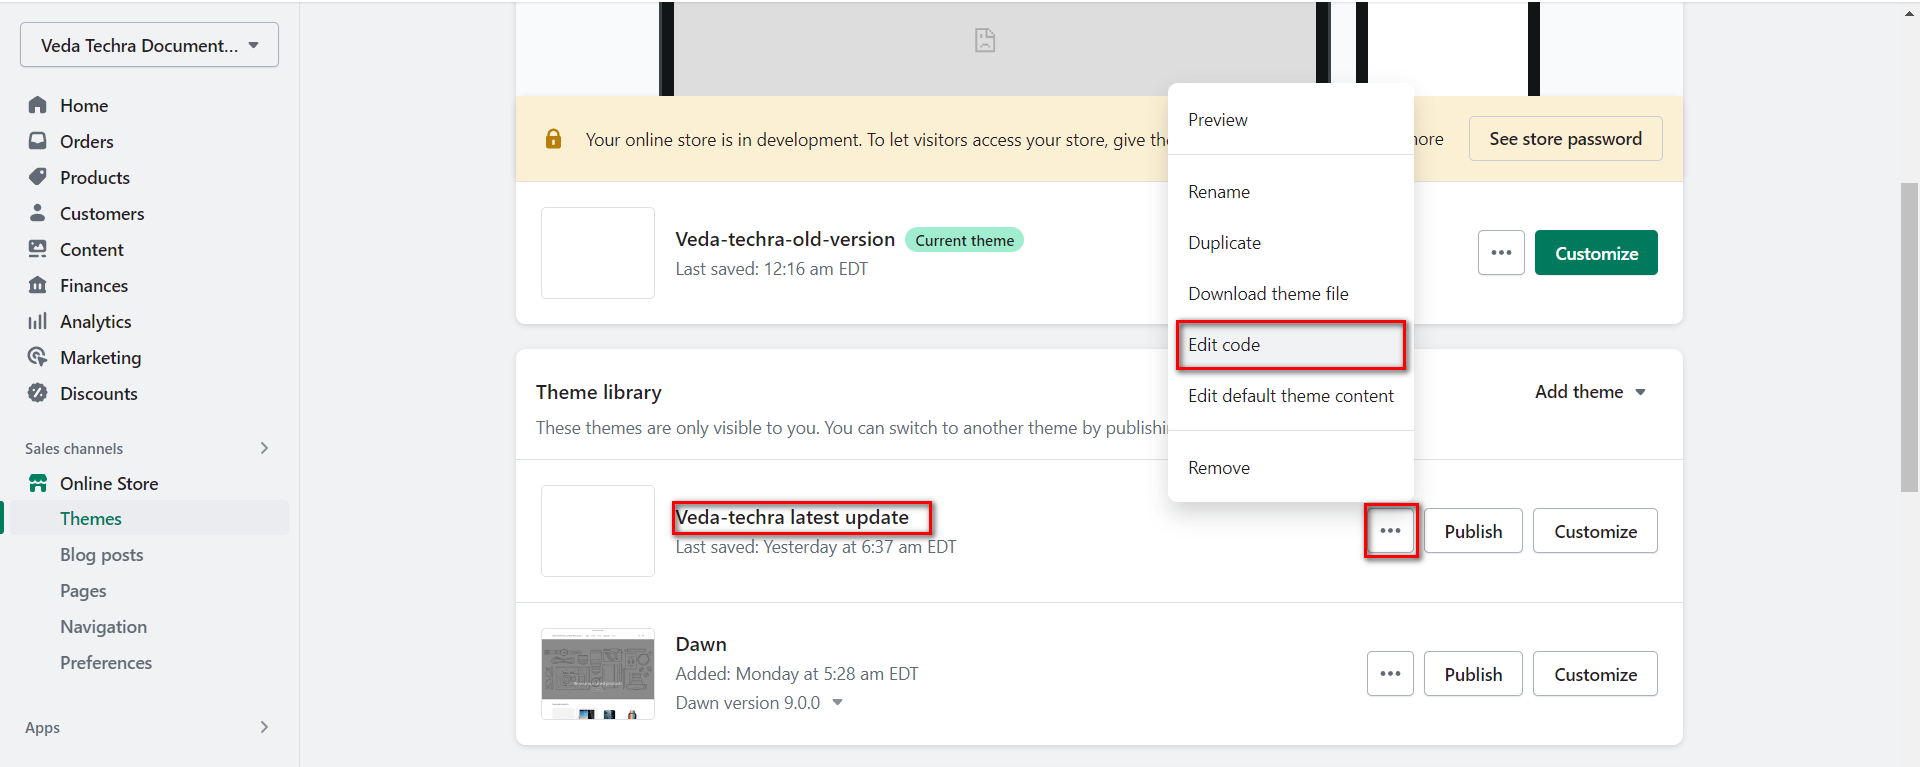 Veda Techra Document...
Home
Orders
Products
Customers
Content
Finances
Analytics
Marketing
Discounts
Sales channels
Online Store
Themes
Blog posts
Pages
Navigation
Preferences
Apps
Your online store is in development. To let visitors access your store, give the
more
See store password
Veda-techra-old-version
Current theme
Last saved: 12:16 am EDT
Customize
Preview
Rename
Duplicate
Download theme file
Edit code
Edit default theme content
Remove
Theme library
Add theme
These themes are only visible to you. You can switch to another theme by publishi
Veda-techra latest update
Last saved: Yesterday at 6:37 am EDT
Publish
Customize
Dawn
Added: Monday at 5:28 am EDT
Dawn version 9.0.0
Publish
Customize